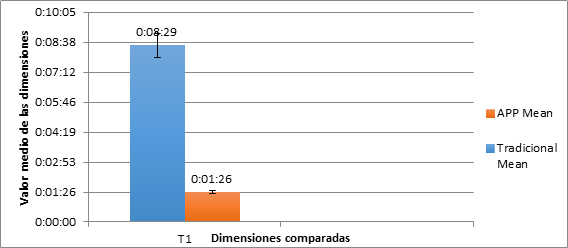 Valor medio de las dimensiones
0:10:05
0:08:38
0:07:12
0:05:46
0:04:19
0:02:53
0:01:26
0:00:00
0:08:29
0:01:26
T1
Dimensiones comparadas
APP Mean
Tradicional
Mean